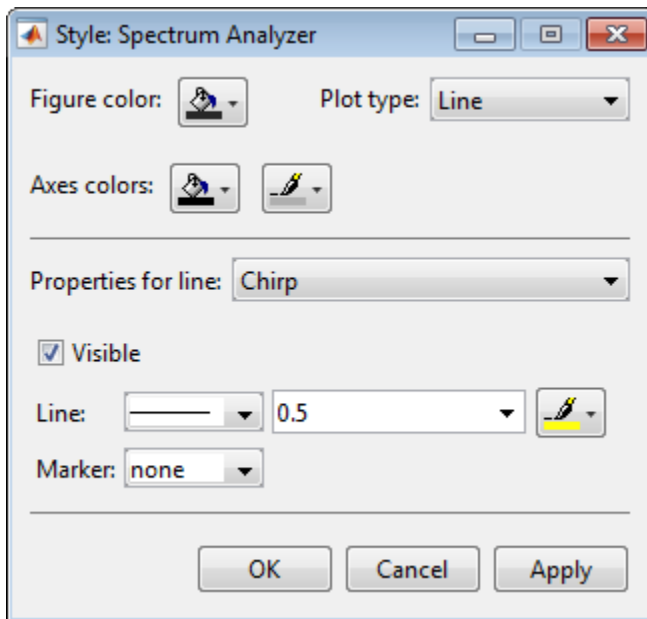 Style: Spectrum Analyzer
Figure color: Plot type: Line
Axes colors:
Properties for line: Chirp
Visible
Line: 0.5
Marker: none
OK Cancel Apply